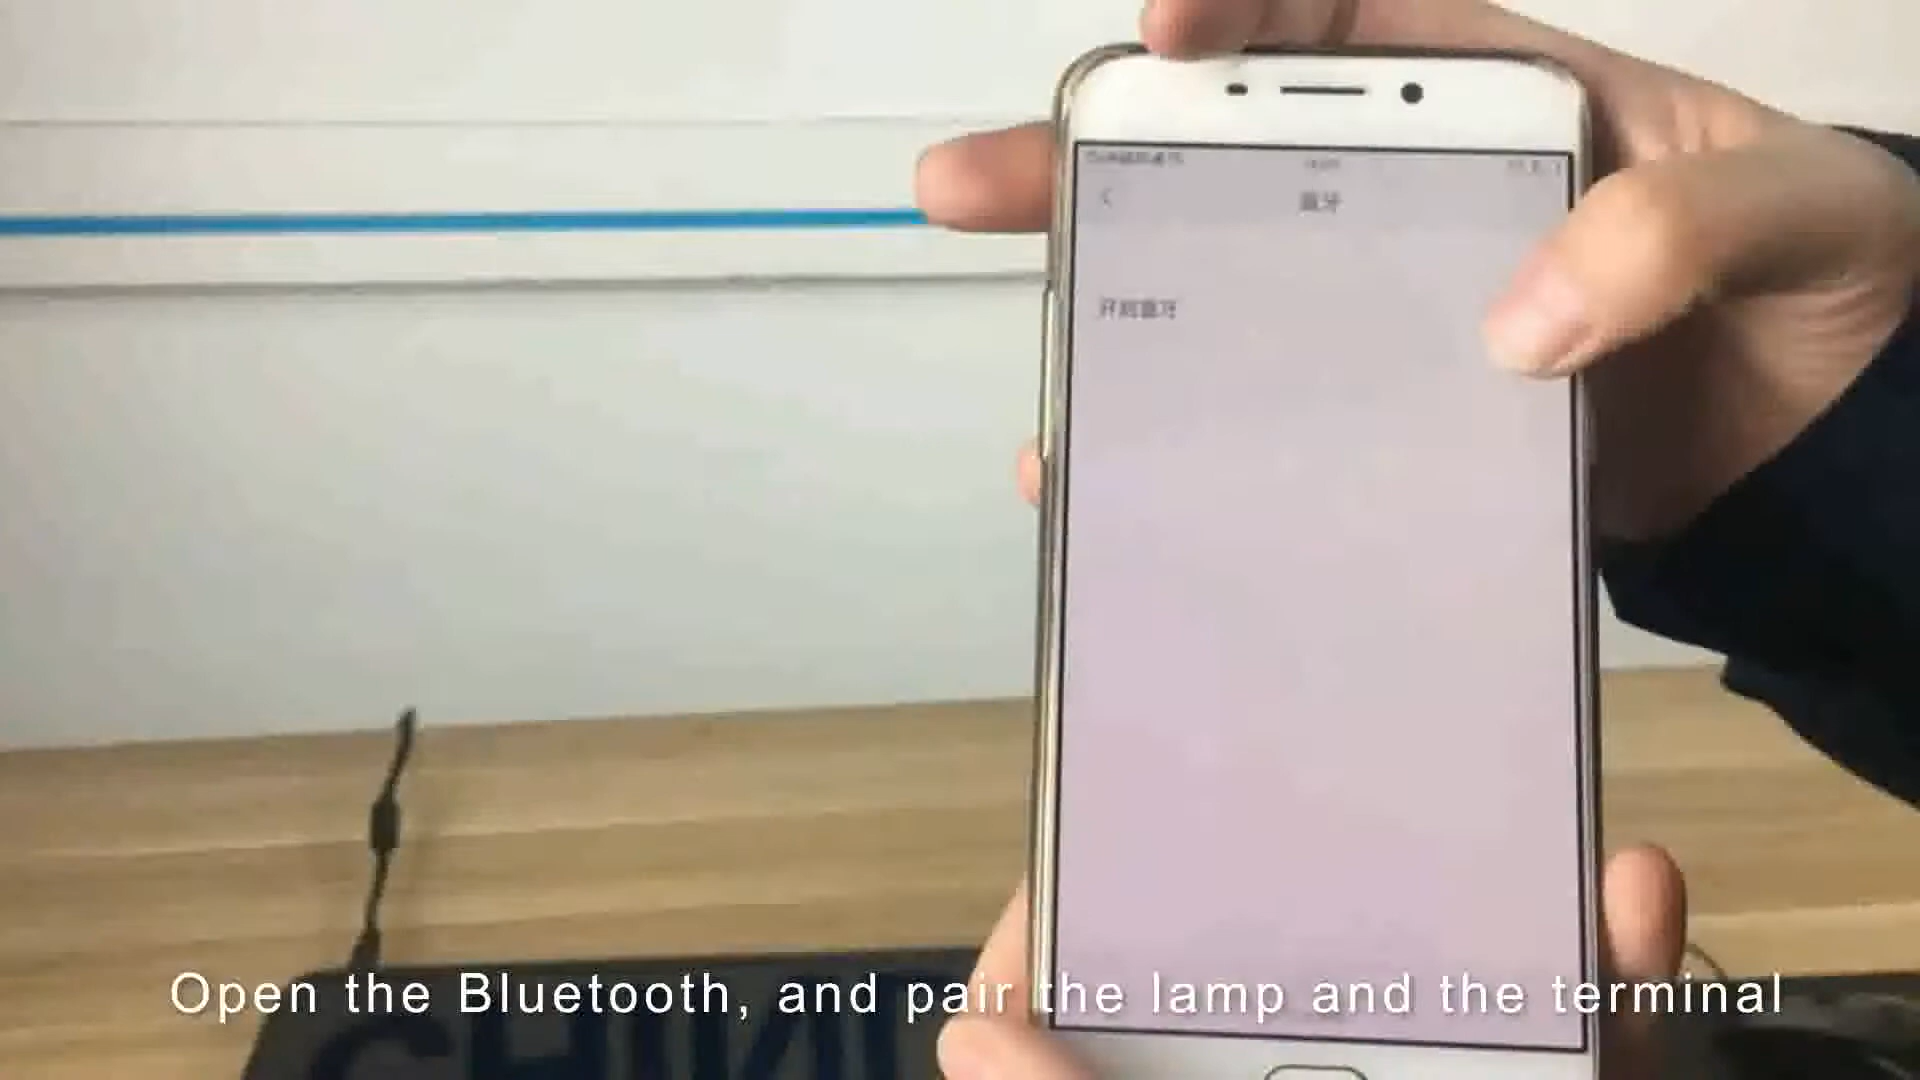 蓝牙
开启蓝牙
Open the Bluetooth, and pair the lamp and the terminal